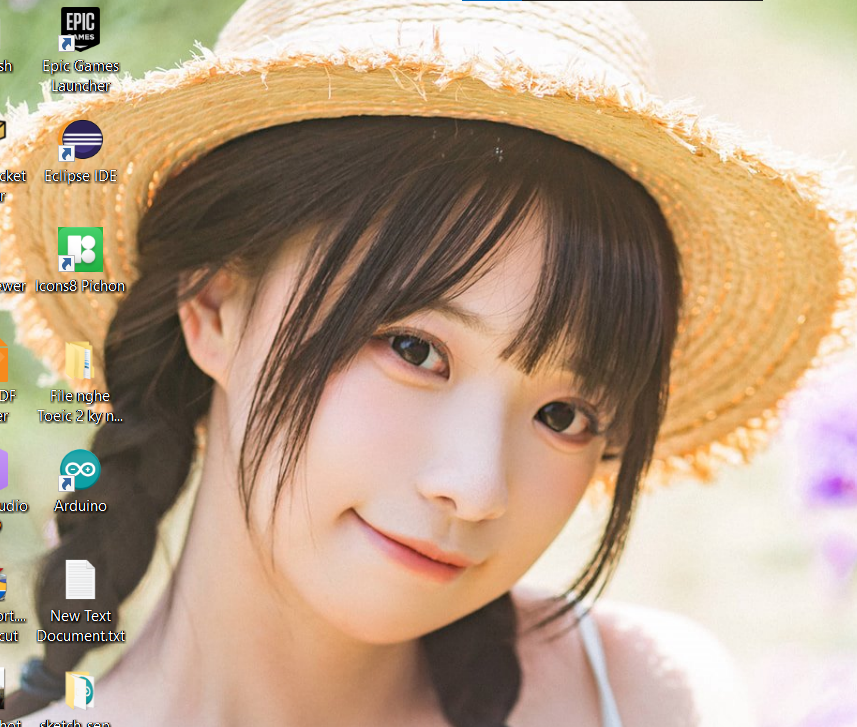 EPIC
GAMES
sh
Epic Games
Launcher
cket
r
Eclipse IDE
ewer
Icons8 Pichon
DF
er
File nghe
Toeic 2 ky n...
udio
Arduino
ort....
cut
New Text
Document.txt
hot
sketch_sep